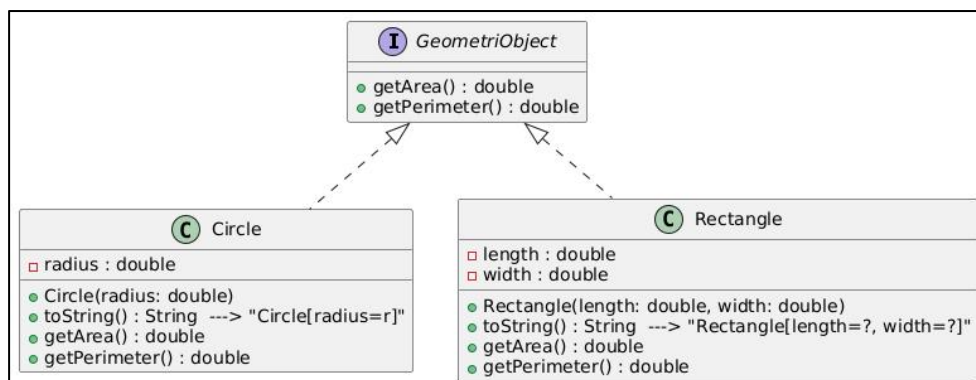 I GeometriObject
getArea() : double
getPerimeter() : double
C Circle
radius : double
Circle(radius: double)
toString() : String ---> "Circle[radius=r]"
getArea() : double
getPerimeter() : double
C Rectangle
length : double
width : double
Rectangle(length: double, width: double)
toString() : String ---> "Rectangle[length=?, width=?]"
getArea() : double
getPerimeter() : double